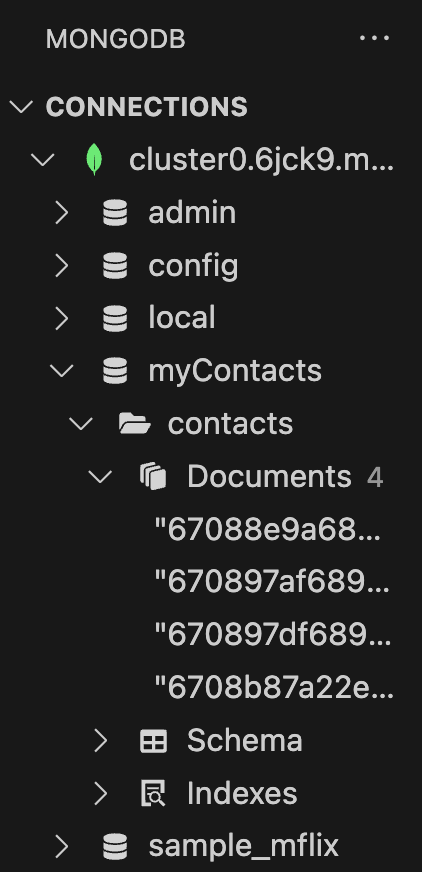 MONGODB ...
CONNECTIONS
cluster0.6jck9.m...
admin
config
local
myContacts
contacts
Documents 4
"67088e9a68...
"670897af689...
"670897df689...
"6708b87a22e...
Schema
Indexes
sample_mflix